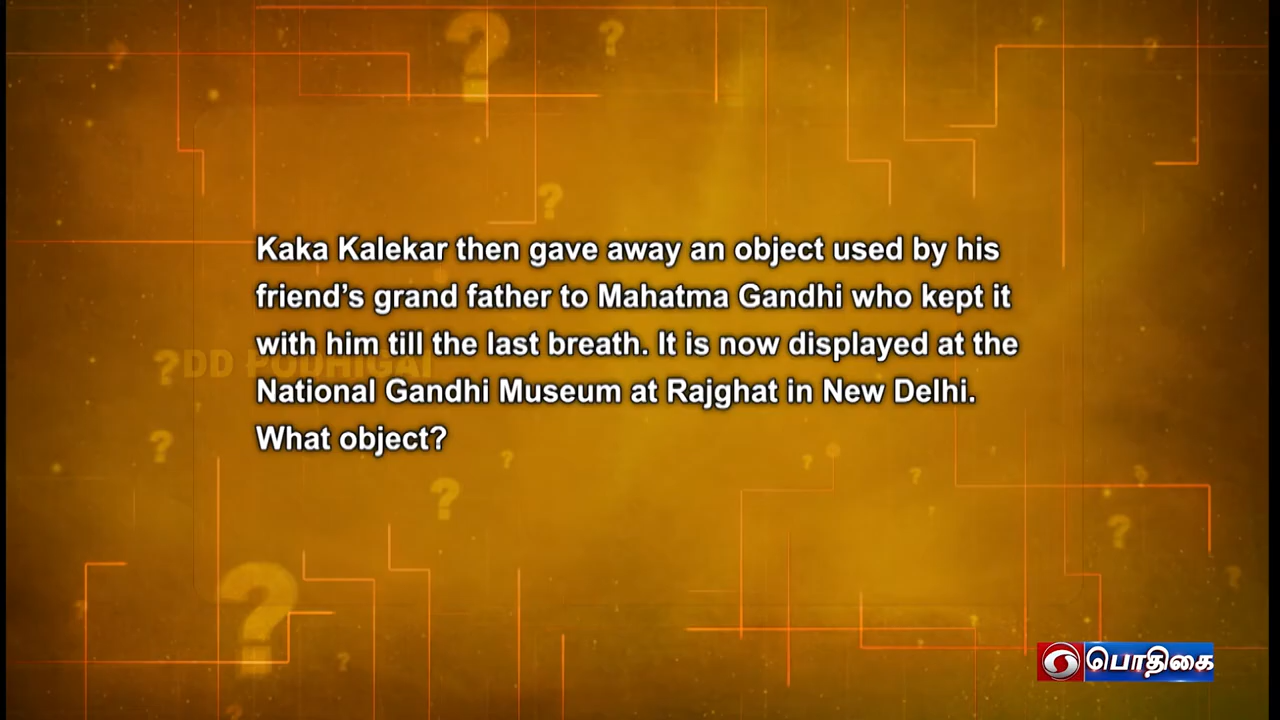 Kaka Kalekar then gave away an object used by his
friend’s grand father to Mahatma Gandhi who kept it
with him till the last breath. It is now displayed at the
DD PODHIGAI
National Gandhi Museum at Rajghat in New Delhi.
What object?
பொதிகை